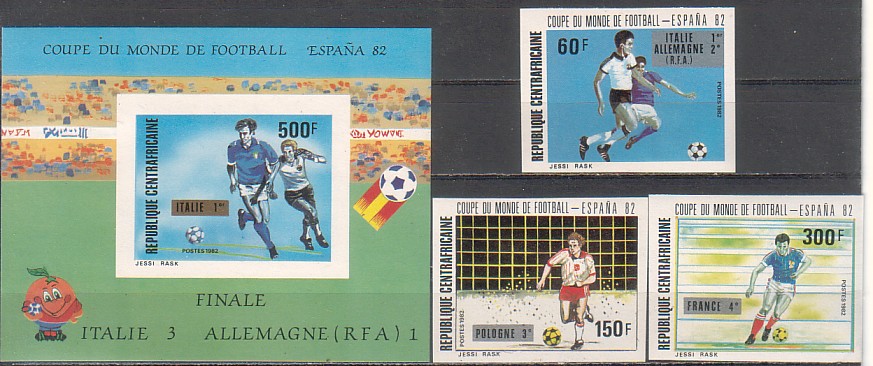 COUPE DU MONDE DE FOOTBALL ESPAÑA 82
500F
REPUBLIQUE CENTRAFRICAINE
ITALIE 1er
POSTES 1982
JESSI RASK
FINALE
ITALIE 3 ALLEMAGNE (RFA) 1
COUPE DU MONDE DE FOOTBALL — ESPAÑA 82
60F
ITALIE 1er
ALLEMAGNE 2e
(R.F.A.)
REPUBLIQUE CENTRAFRICAINE
POSTES 1982
JESSI RASK
COUPE DU MONDE DE FOOTBALL — ESPAÑA 82
REPUBLIQUE CENTRAFRICAINE
POSTES 1982
POLOGNE 3e
150F
JESSI RASK
COUPE DU MONDE DE FOOTBALL — ESPAÑA 82
300F
REPUBLIQUE CENTRAFRICAINE
FRANCE 4e
POSTES 1982
JESSI RASK